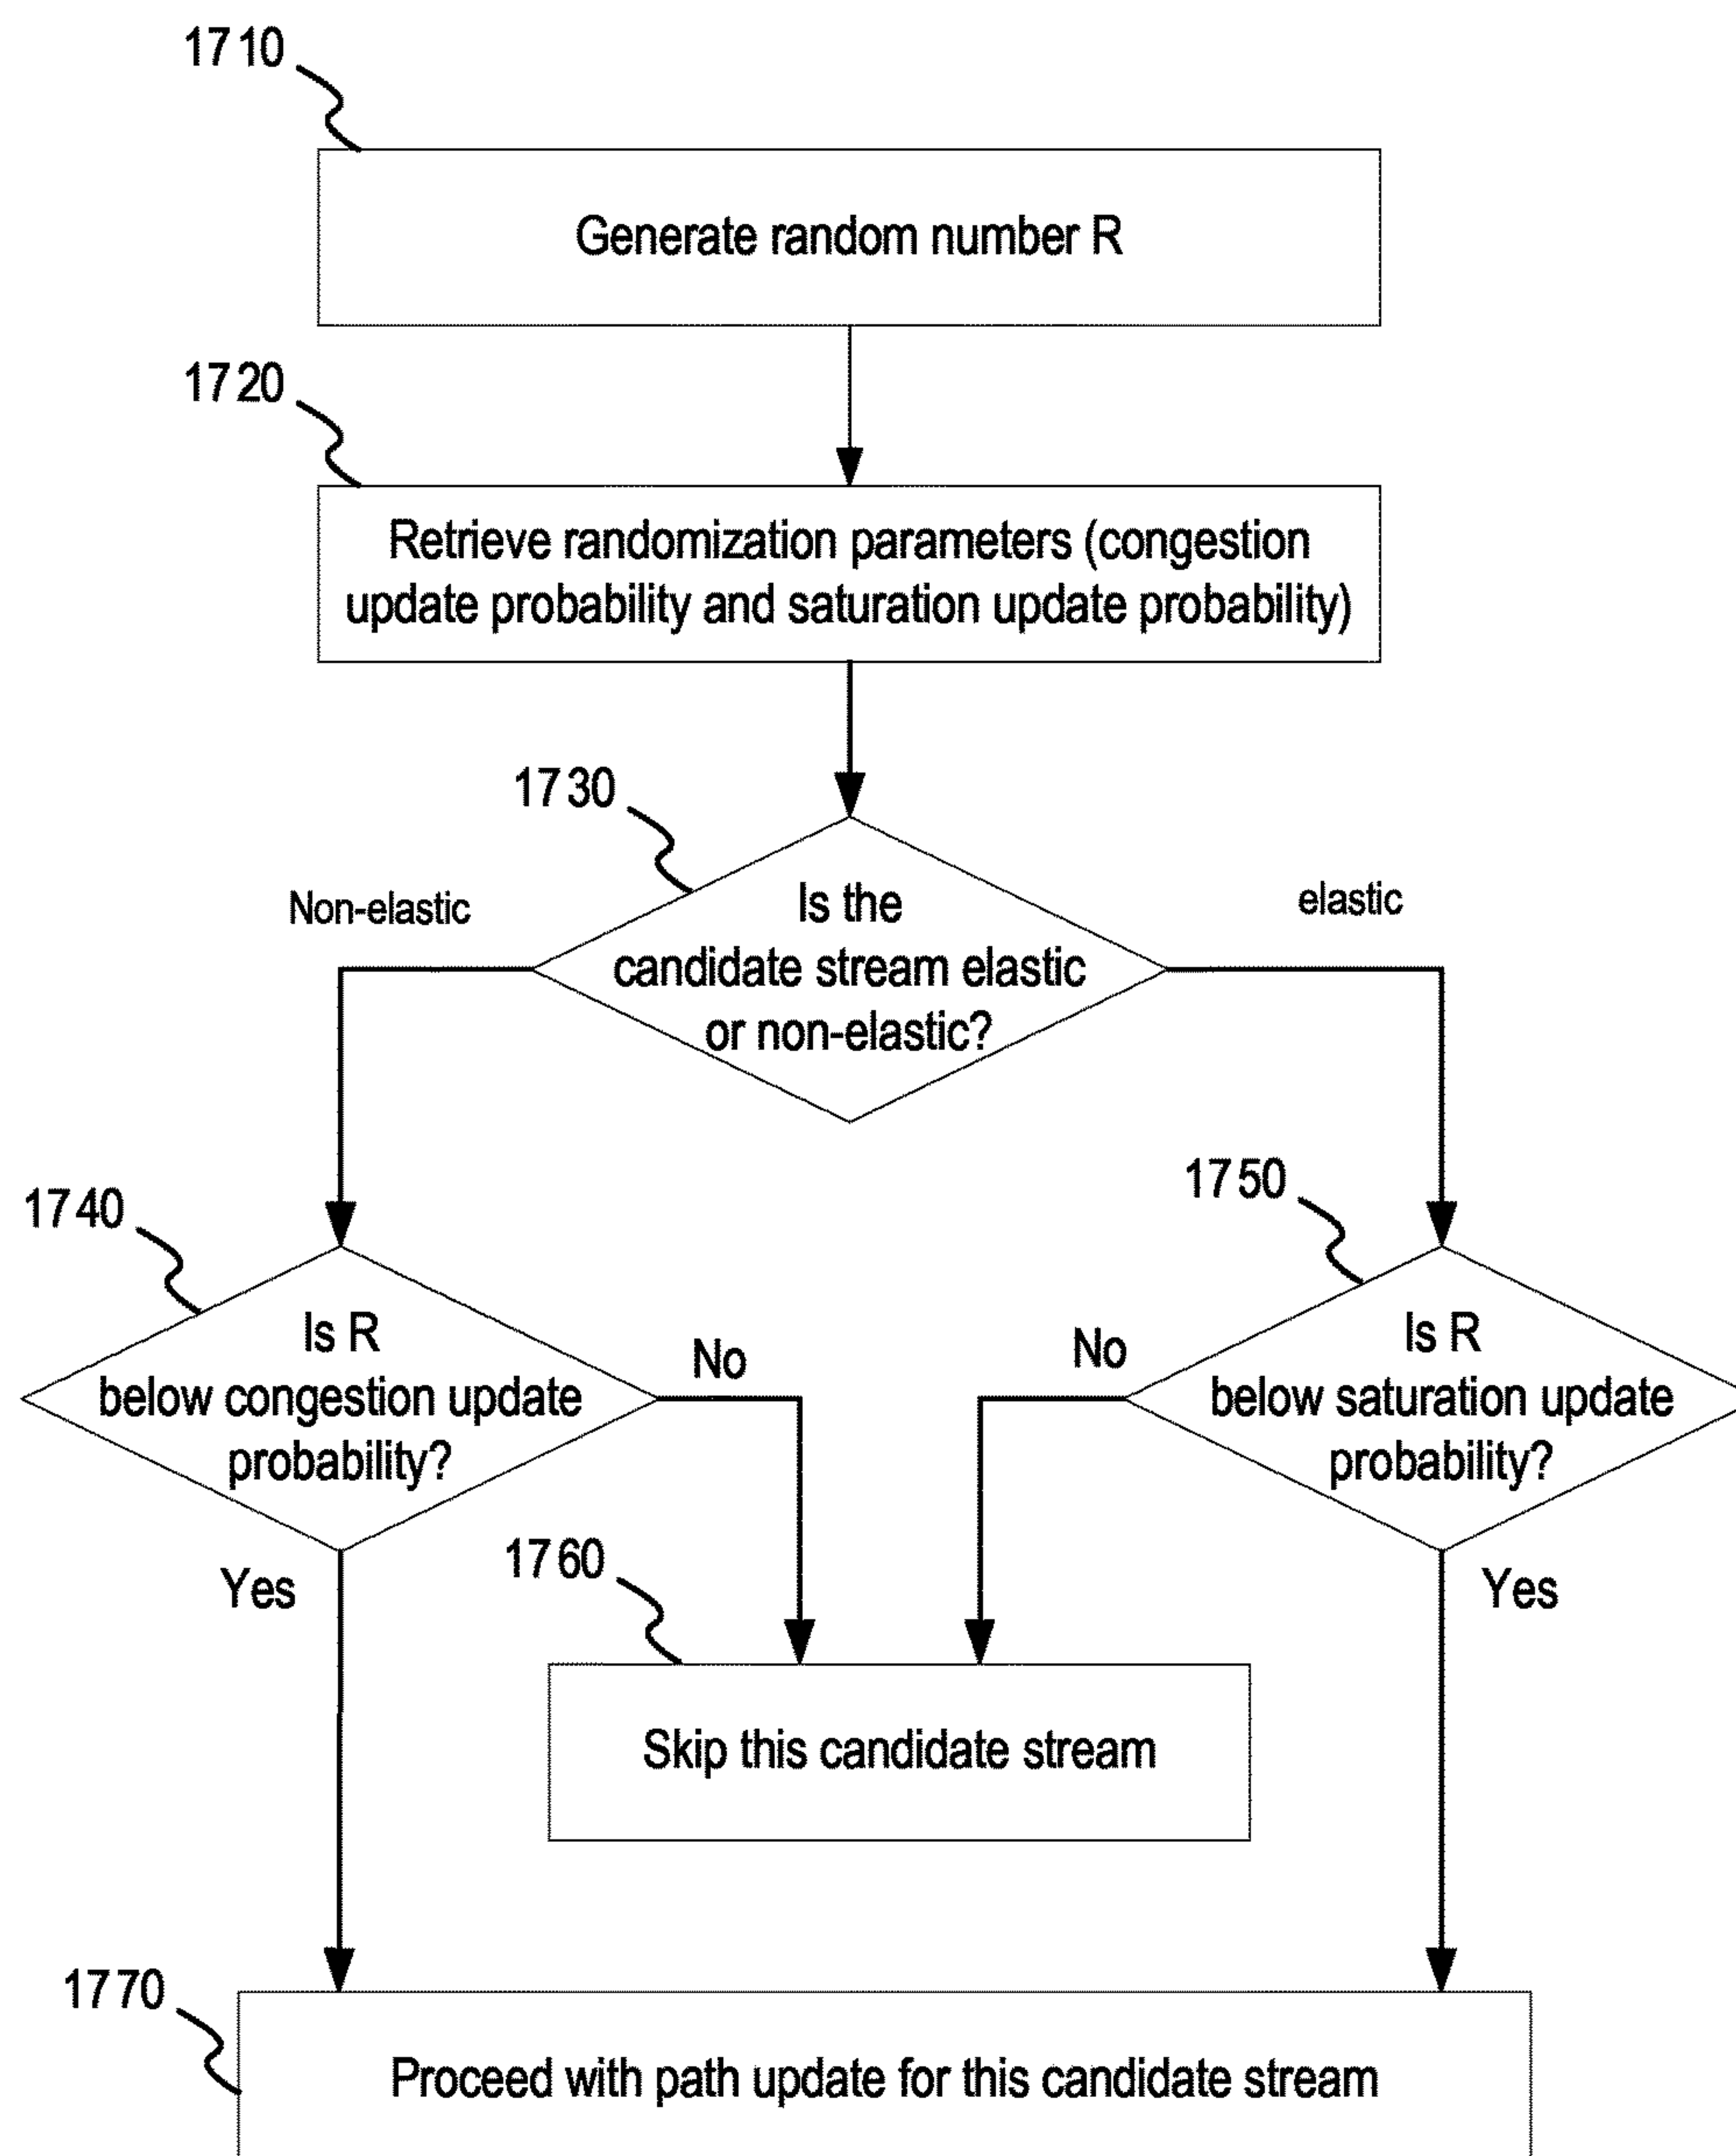 1710
Generate random number R
1720
Retrieve randomization parameters (congestion
update probability and saturation update probability)
1730
Is the
candidate stream elastic
or non-elastic?
Non-elastic
elastic
1740
Is R
below congestion update
probability?
No
Yes
1750
Is R
below saturation update
probability?
No
Yes
1760
Skip this candidate stream
1770
Proceed with path update for this candidate stream